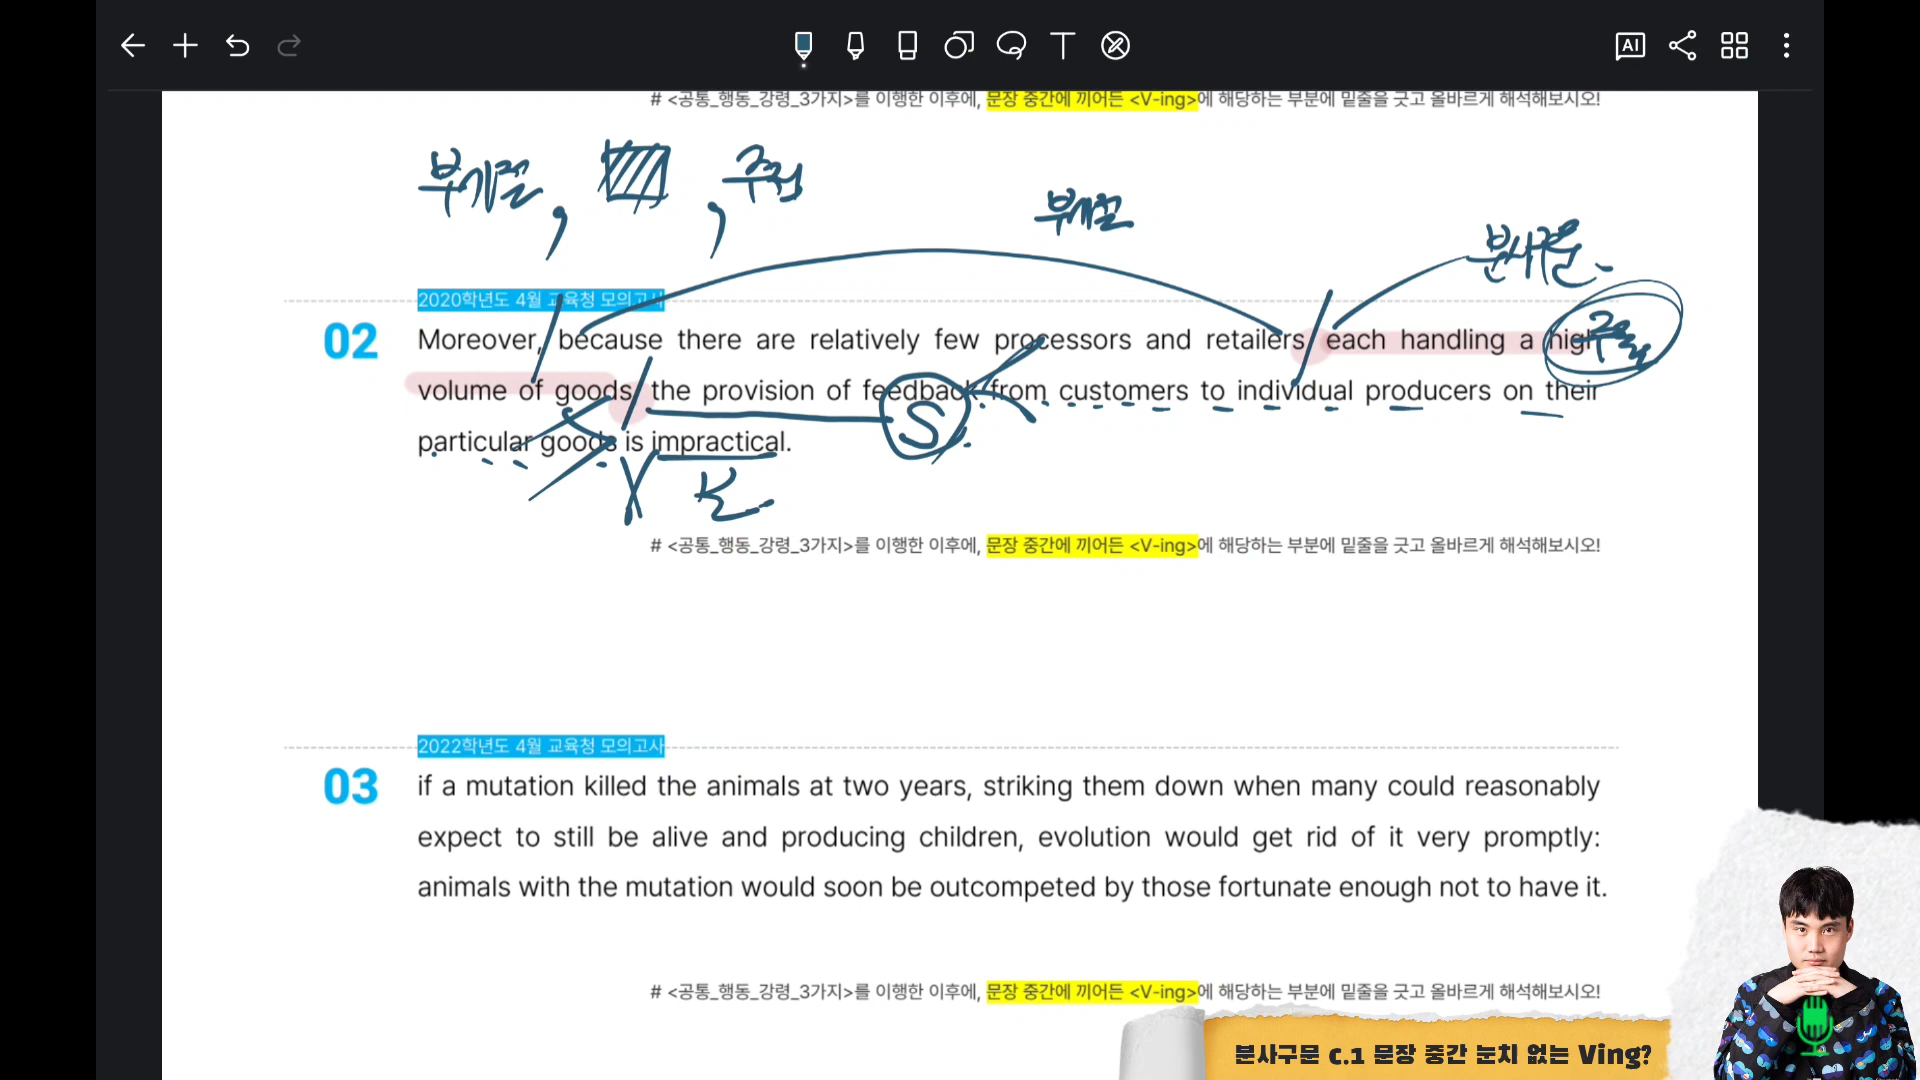 AI
# <공통_행동_강령_3가지>를 이행한 이후에, 문장 중간에 끼어든 <V-ing>에 해당하는 부분에 밑줄을 긋고 올바르게 해석해보시오!
부사절, , 주절
부사절
분사구문
2020학년도 4월 교육청 모의고사
02
Moreover, because there are relatively few processors and retailers, each handling a high
volume of goods, the provision of feedback from customers to individual producers on their
particular goods is impractical.
S
V
# <공통_행동_강령_3가지>를 이행한 이후에, 문장 중간에 끼어든 <V-ing>에 해당하는 부분에 밑줄을 긋고 올바르게 해석해보시오!
2022학년도 4월 교육청 모의고사
03
if a mutation killed the animals at two years, striking them down when many could reasonably
expect to still be alive and producing children, evolution would get rid of it very promptly:
animals with the mutation would soon be outcompeted by those fortunate enough not to have it.
# <공통_행동_강령_3가지>를 이행한 이후에, 문장 중간에 끼어든 <V-ing>에 해당하는 부분에 밑줄을 긋고 올바르게 해석해보시오!
분사구문 c.1 문장 중간 눈치 없는 Ving?